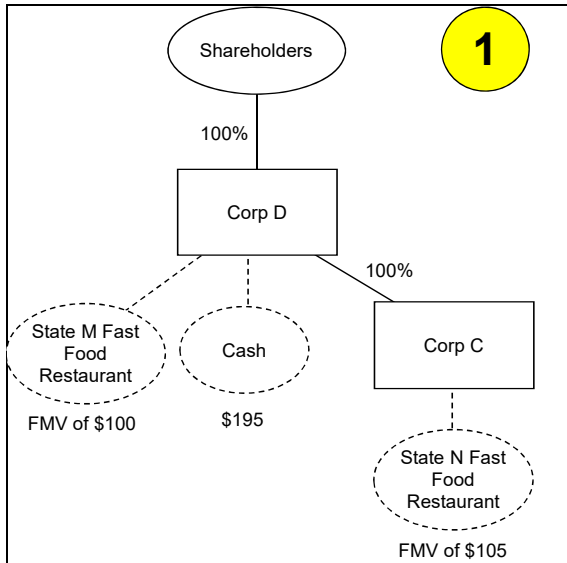 Shareholders
1
100%
Corp D
100%
State M Fast
Food
Restaurant
Cash
Corp C
FMV of $100
$195
State N Fast
Food
Restaurant
FMV of $105